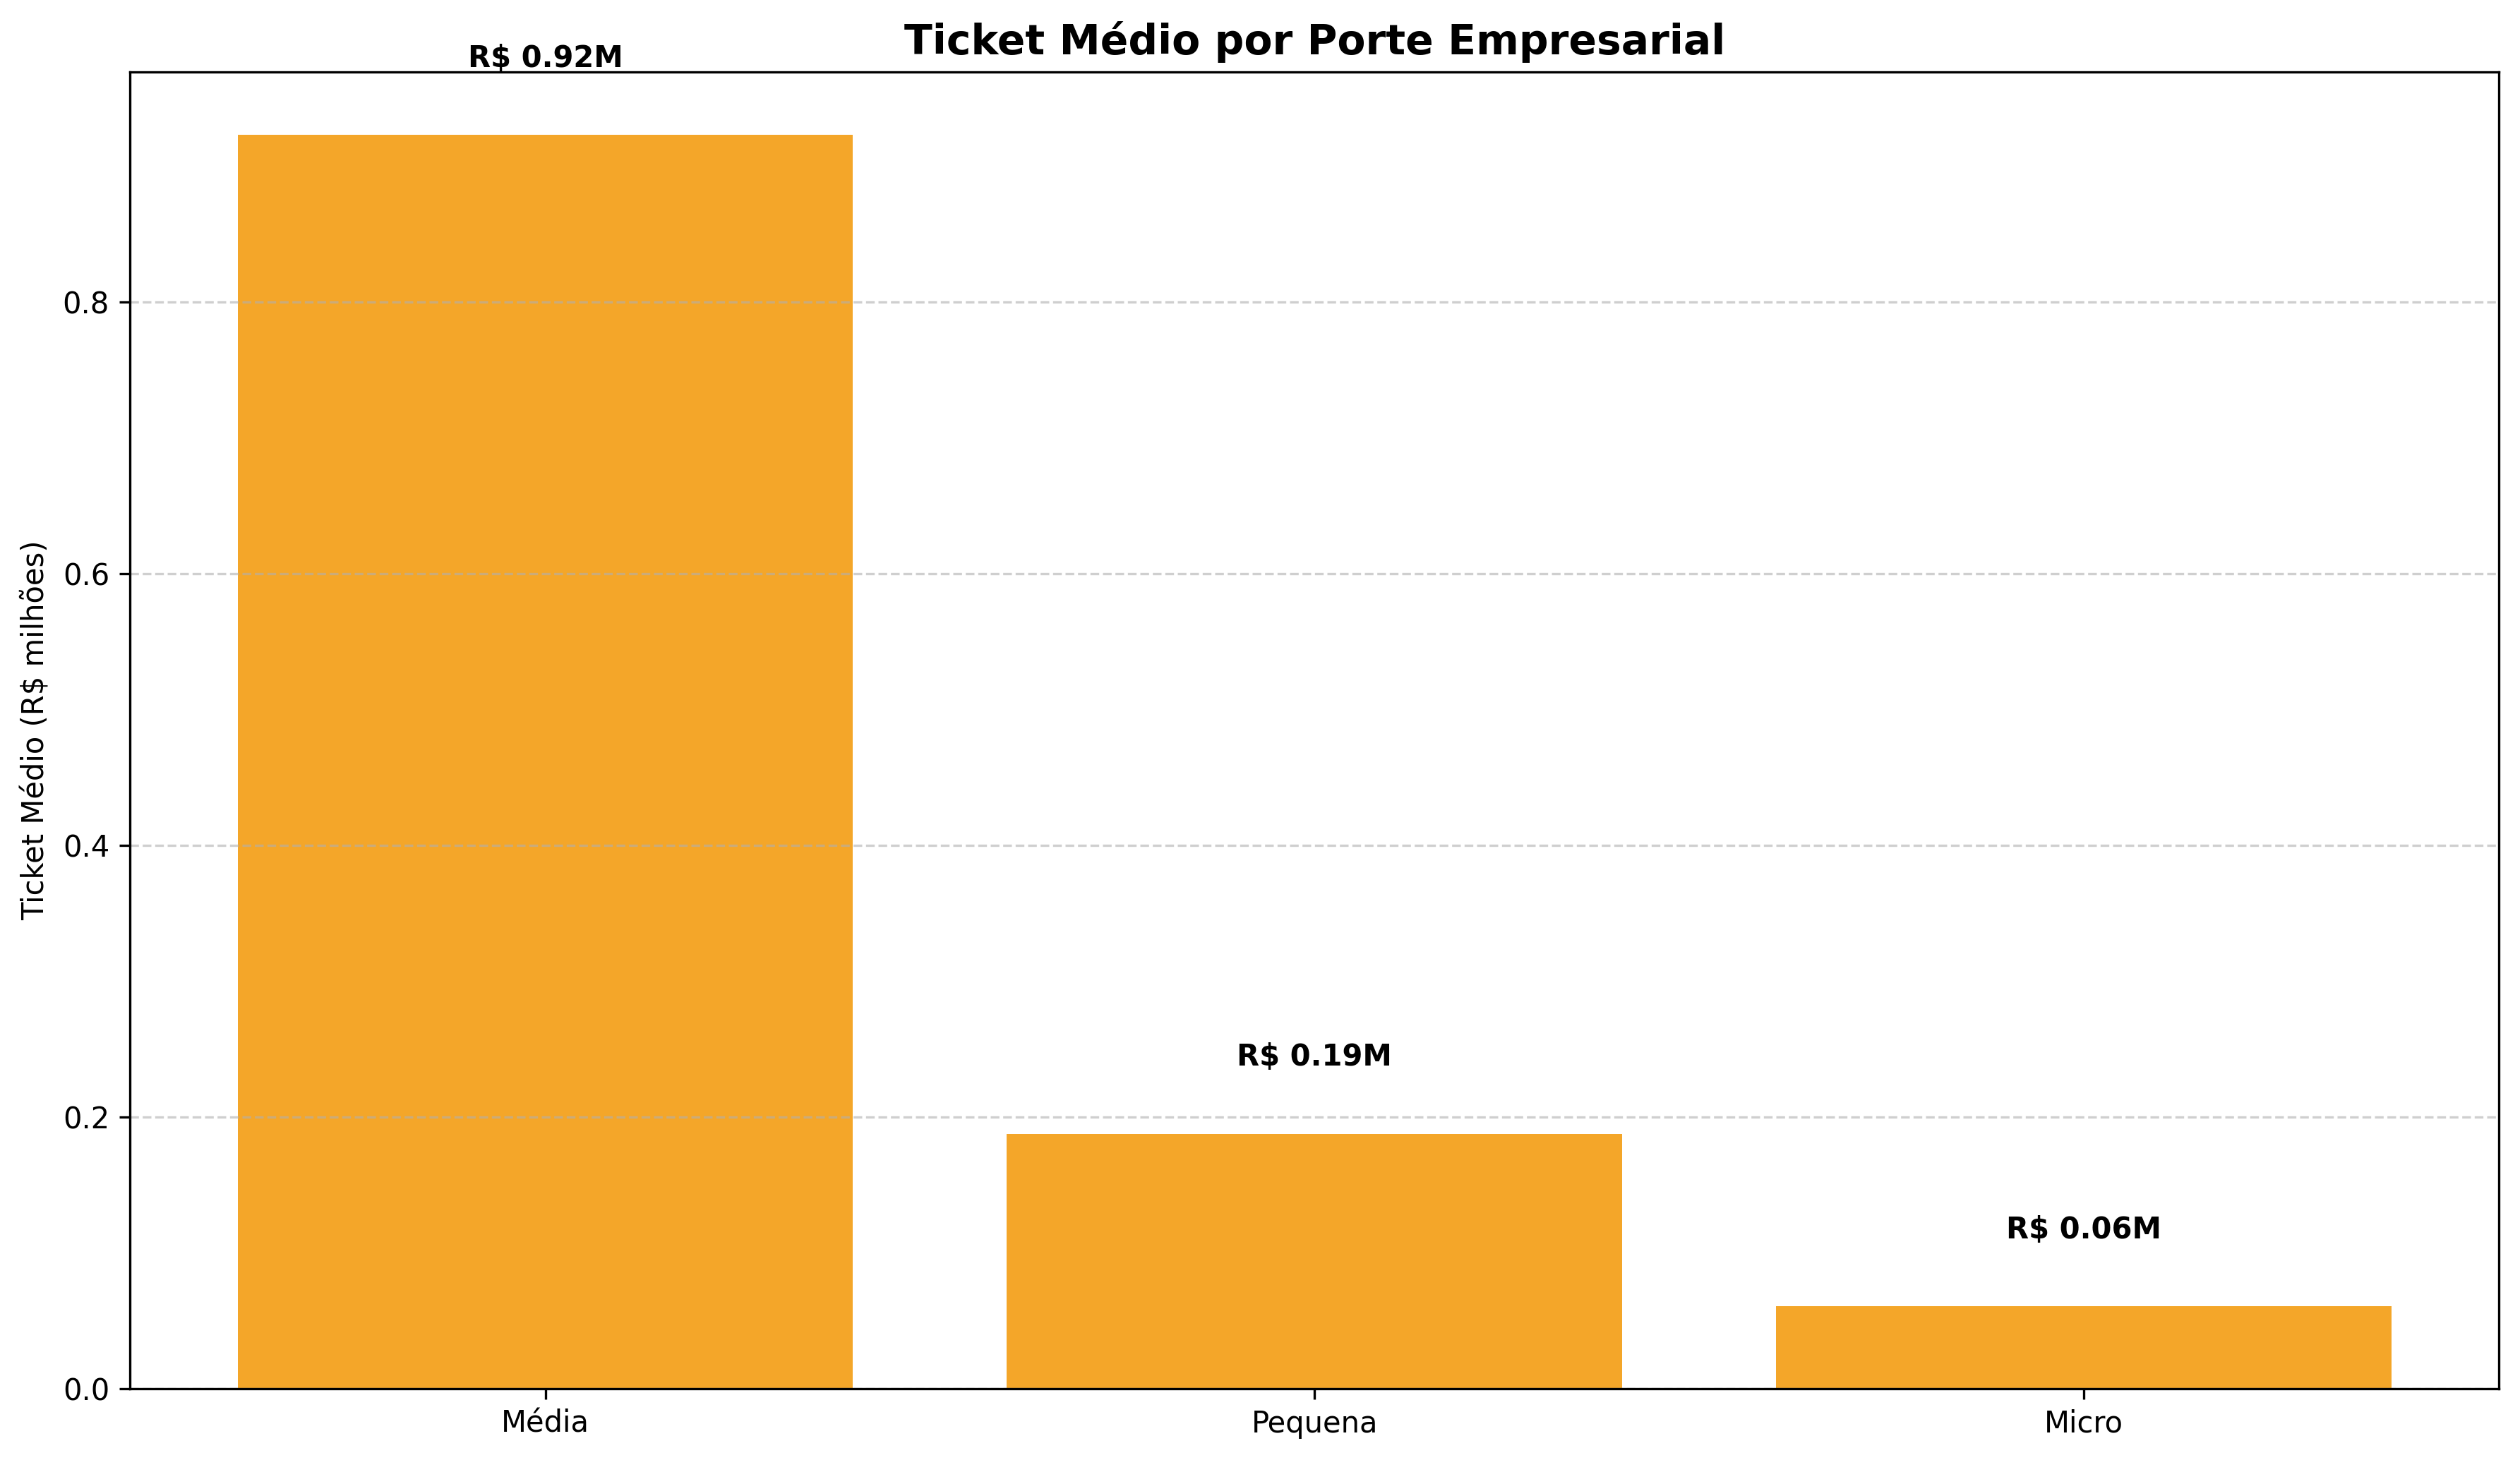 Ticket Médio por Porte Empresarial
R$ 0.92M
0.8
0.6
0.4
0.2
0.0
Ticket Médio (R$ milhões)
R$ 0.19M
R$ 0.06M
Média
Pequena
Micro